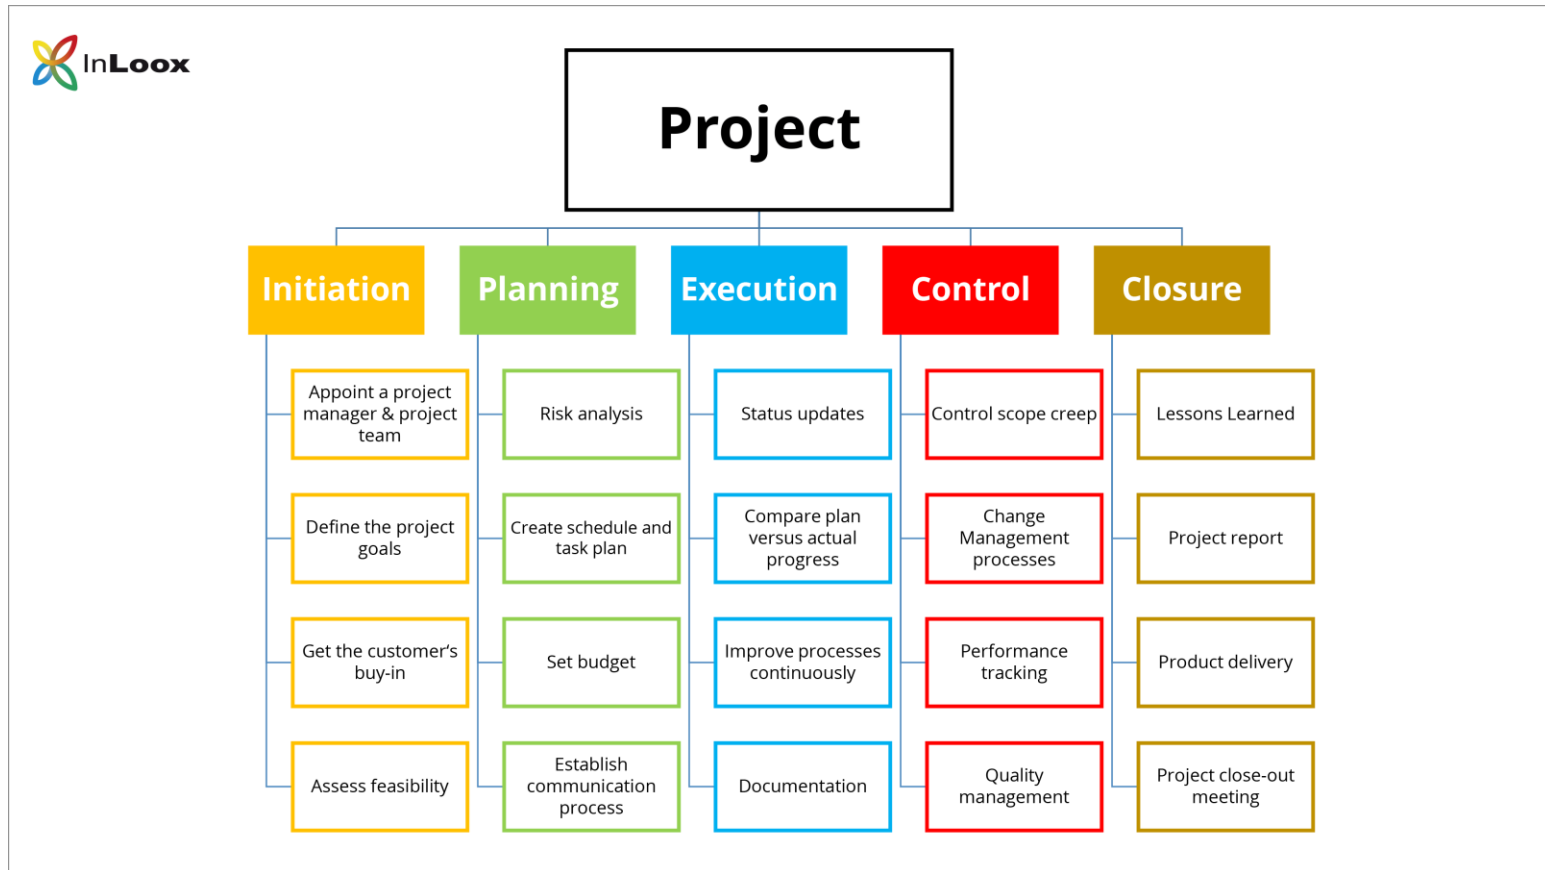 InLoox
Project
Initiation
Planning
Execution
Control
Closure
Appoint a project
manager & project
team
Define the project
goals
Get the customer‘s
buy-in
Assess feasibility
Risk analysis
Create schedule and
task plan
Set budget
Establish
communication
process
Status updates
Compare plan
versus actual
progress
Improve processes
continuously
Documentation
Control scope creep
Change
Management
processes
Performance
tracking
Quality
management
Lessons Learned
Project report
Product delivery
Project close-out
meeting